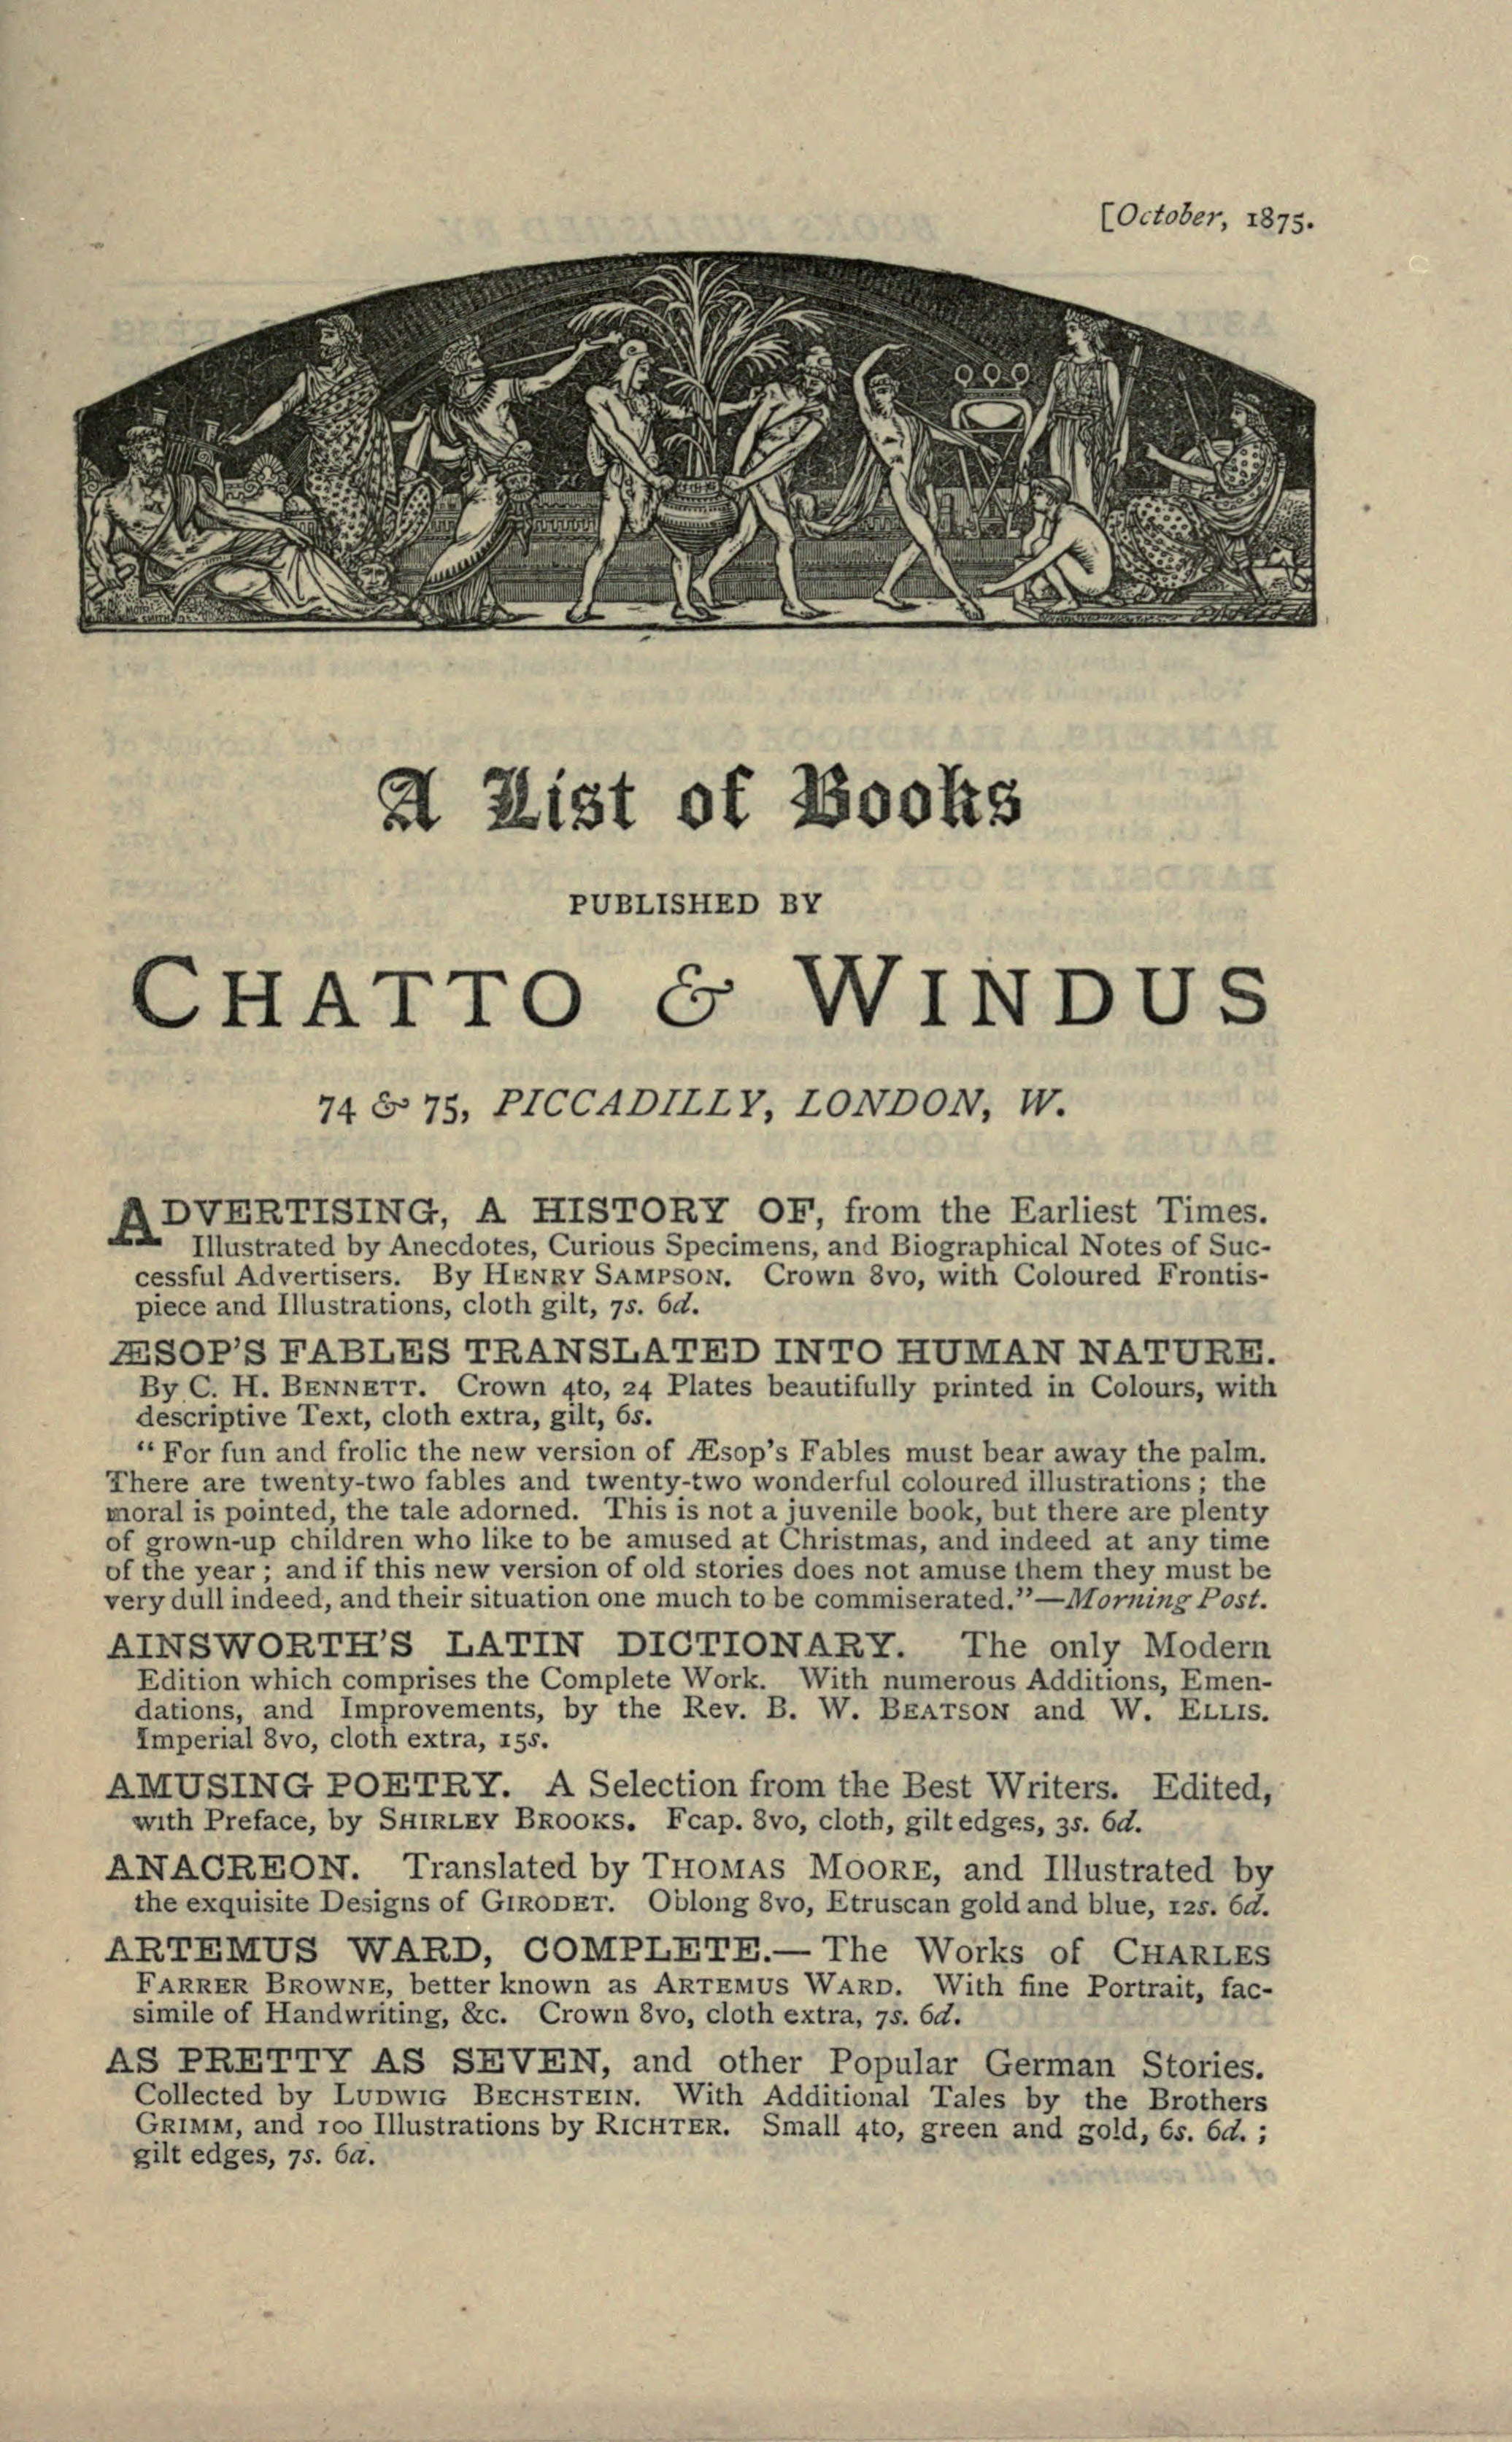 [October, 1875.
A List of Books
PUBLISHED BY
CHATTO & WINDUS
74 & 75, PICCADILLY, LONDON, W.
ADVERTISING, A HISTORY OF, from the Earliest Times.
Illustrated by Anecdotes, Curious Specimens, and Biographical Notes of Suc-
cessful Advertisers. By HENRY SAMPSON. Crown 8vo, with Coloured Frontis-
piece and Illustrations, cloth gilt, 7s. 6d.
ÆSOP'S FABLES TRANSLATED INTO HUMAN NATURE.
By C. H. BENNETT. Crown 4to, 24 Plates beautifully printed in Colours, with
descriptive Text, cloth extra, gilt, 6s.
"For fun and frolic the new version of Æsop's Fables must bear away the palm.
There are twenty-two fables and twenty-two wonderful coloured illustrations; the
moral is pointed, the tale adorned. This is not a juvenile book, but there are plenty
of grown-up children who like to be amused at Christmas, and indeed at any time
of the year; and if this new version of old stories does not amuse them they must be
very dull indeed, and their situation one much to be commiserated."—Morning Post.
AINSWORTH'S LATIN DICTIONARY. The only Modern
Edition which comprises the Complete Work. With numerous Additions, Emen-
dations, and Improvements, by the Rev. B. W. BEATSON and W. ELLIS.
Imperial 8vo, cloth extra, 15s.
AMUSING POETRY. A Selection from the Best Writers. Edited,
with Preface, by SHIRLEY BROOKS. Fcap. 8vo, cloth, gilt edges, 3s. 6d.
ANACREON. Translated by THOMAS MOORE, and Illustrated by
the exquisite Designs of GIRODET. Oblong 8vo, Etruscan gold and blue, 12s. 6d.
ARTEMUS WARD, COMPLETE.—The Works of CHARLES
FARRER BROWNE, better known as ARTEMUS WARD. With fine Portrait, fac-
simile of Handwriting, &c. Crown 8vo, cloth extra, 7s. 6d.
AS PRETTY AS SEVEN, and other Popular German Stories.
Collected by LUDWIG BECHSTEIN. With Additional Tales by the Brothers
GRIMM, and 100 Illustrations by RICHTER. Small 4to, green and gold, 6s. 6d.;
gilt edges, 7s. 6d.